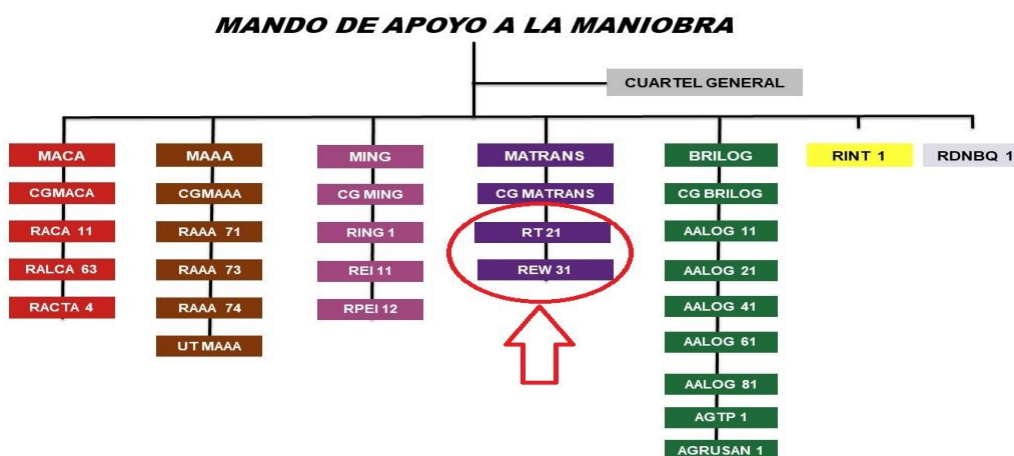 MANDO DE APOYO A LA MANIOBRA
CUARTEL GENERAL
MACA
CGMACA
RACA 11
RALCA 63
RACTA 4
MAAA
CGMAAA
RAAA 71
RAAA 73
RAAA 74
UT MAAA
MING
CG MING
RING 1
REI 11
RPEI 12
MATRANS
CG MATRANS
RT 21
REW 31
BRILOG
CG BRILOG
AALOG 11
AALOG 21
AALOG 41
AALOG 61
AALOG 81
AGTP 1
AGRUSAN 1
RINT 1
RDNBQ 1